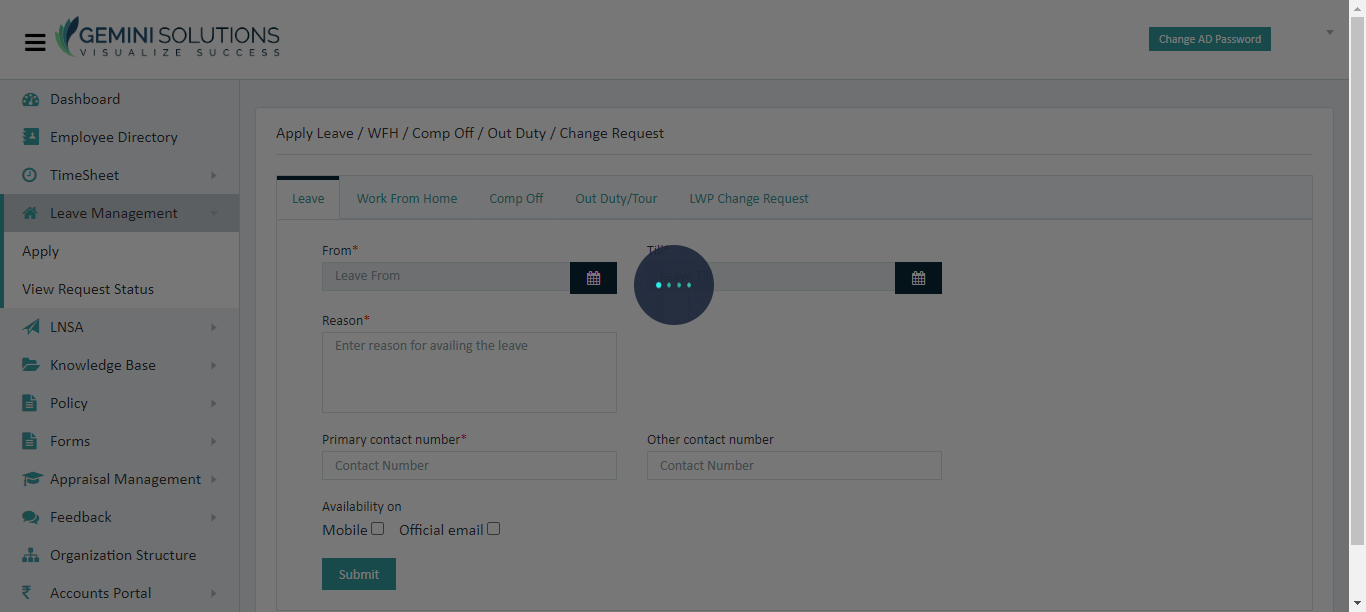 GEMINI SOLUTIONS
VISUALIZE SUCCESS
Change AD Password
Dashboard
Employee Directory
TimeSheet
Leave Management
Apply
View Request Status
LNSA
Knowledge Base
Policy
Forms
Appraisal Management
Feedback
Organization Structure
Accounts Portal
Apply Leave / WFH / Comp Off / Out Duty / Change Request
Leave Work From Home Comp Off Out Duty/Tour LWP Change Request
From*
Leave From
Reason*
Enter reason for availing the leave
Primary contact number* Other contact number
Contact Number Contact Number
Availability on
Mobile Official email
Submit